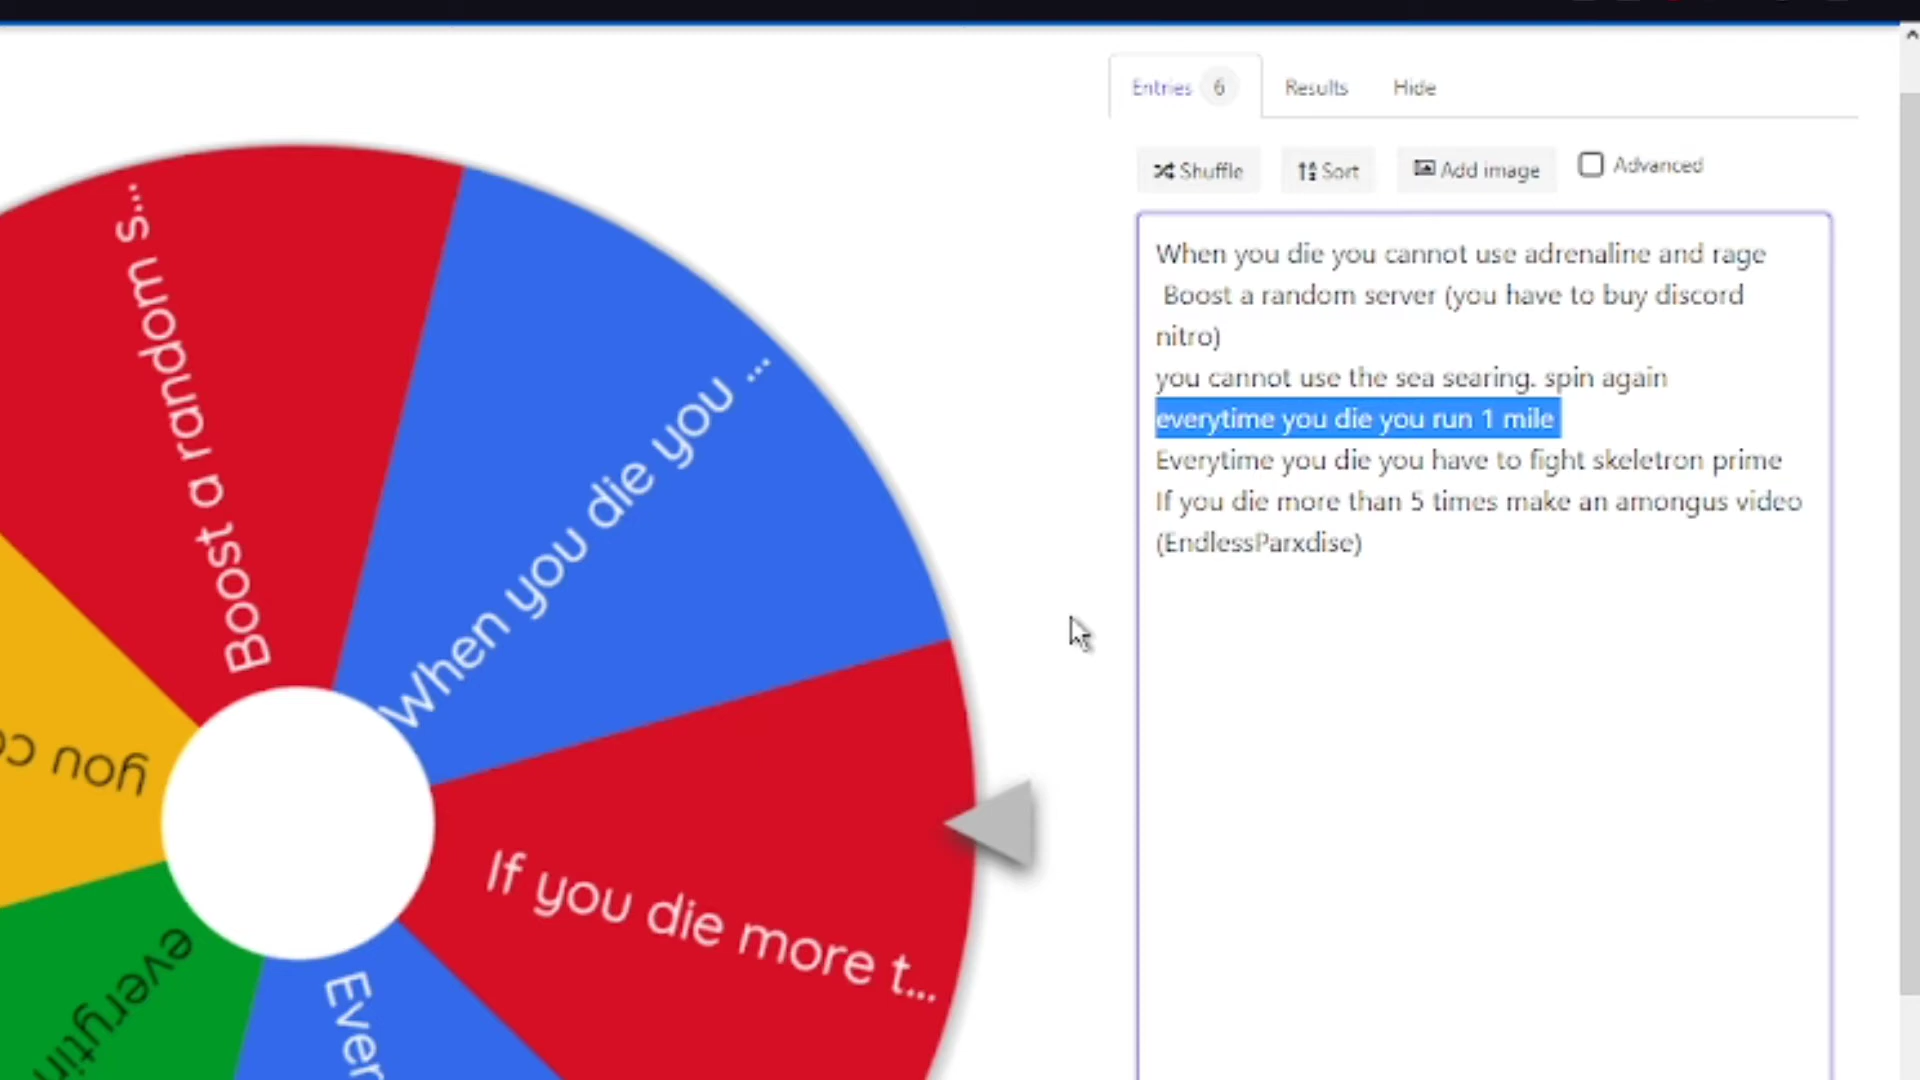 Entries 6 Results Hide
Shuffle Sort Add image Advanced
When you die you cannot use adrenaline and rage
Boost a random server (you have to buy discord
nitro)
you cannot use the sea searing. spin again
everytime you die you run 1 mile
Everytime you die you have to fight skeletron prime
If you die more than 5 times make an amongus video
(EndlessParxdise)
Boost a random s...
When you die you ...
If you die more t...
you c
everytin
Ever